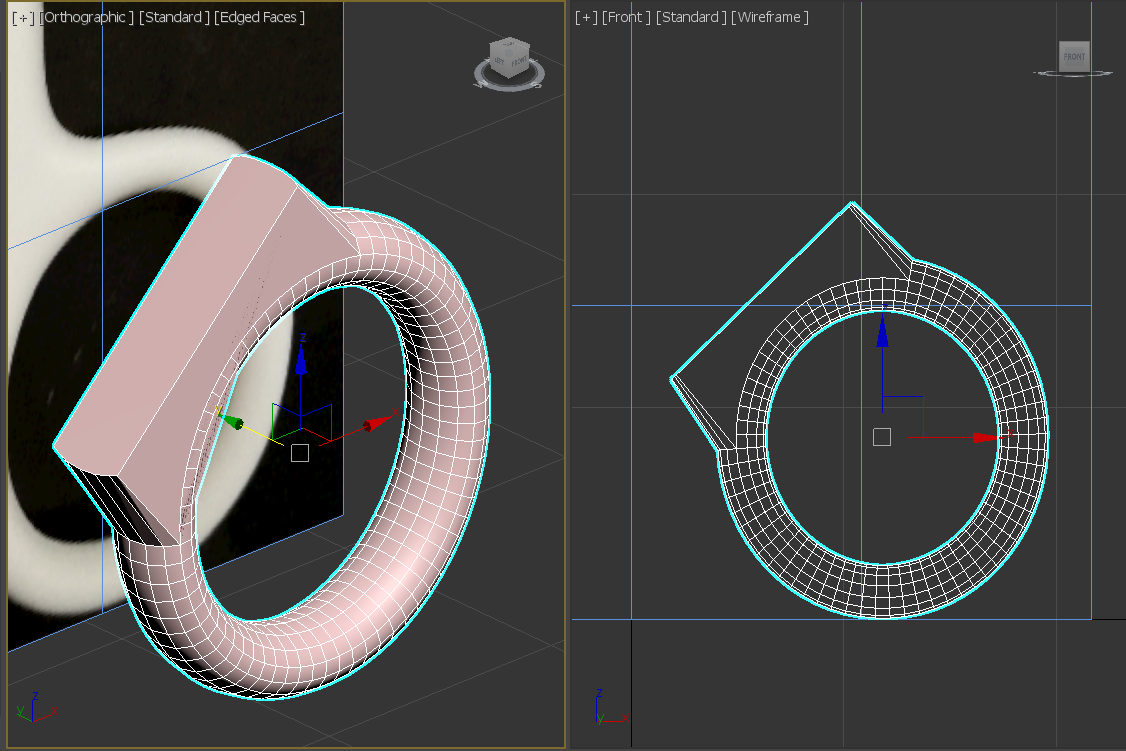 [+] [Orthographic ] [Standard ] [Edged Faces ]
LEFT FRONT
z
x
z
y x
[+] [Front ] [Standard ] [Wireframe ]
FRONT
x
z
y x